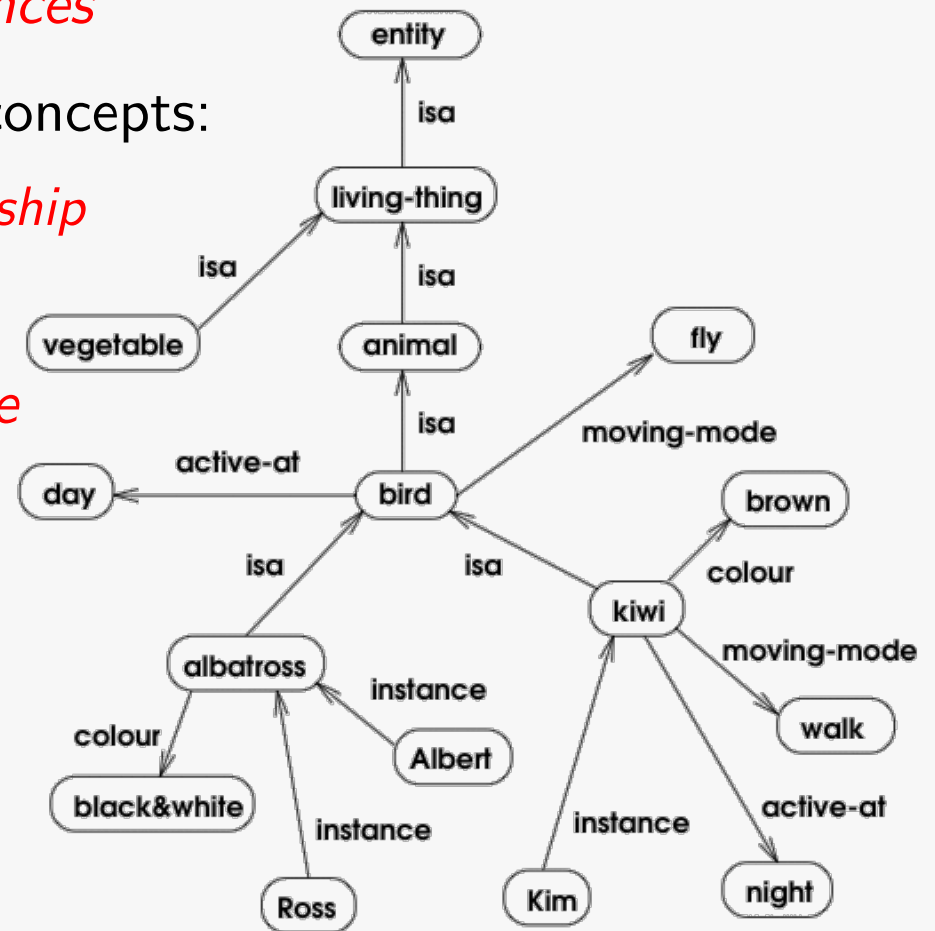 nces
entity
concepts:
isa
living-thing
ship
isa
isa
vegetable
animal
fly
e
isa
moving-mode
active-at
day
bird
brown
isa
isa
colour
kiwi
albatross
moving-mode
instance
walk
colour
Albert
black&white
instance
instance
active-at
Ross
Kim
night